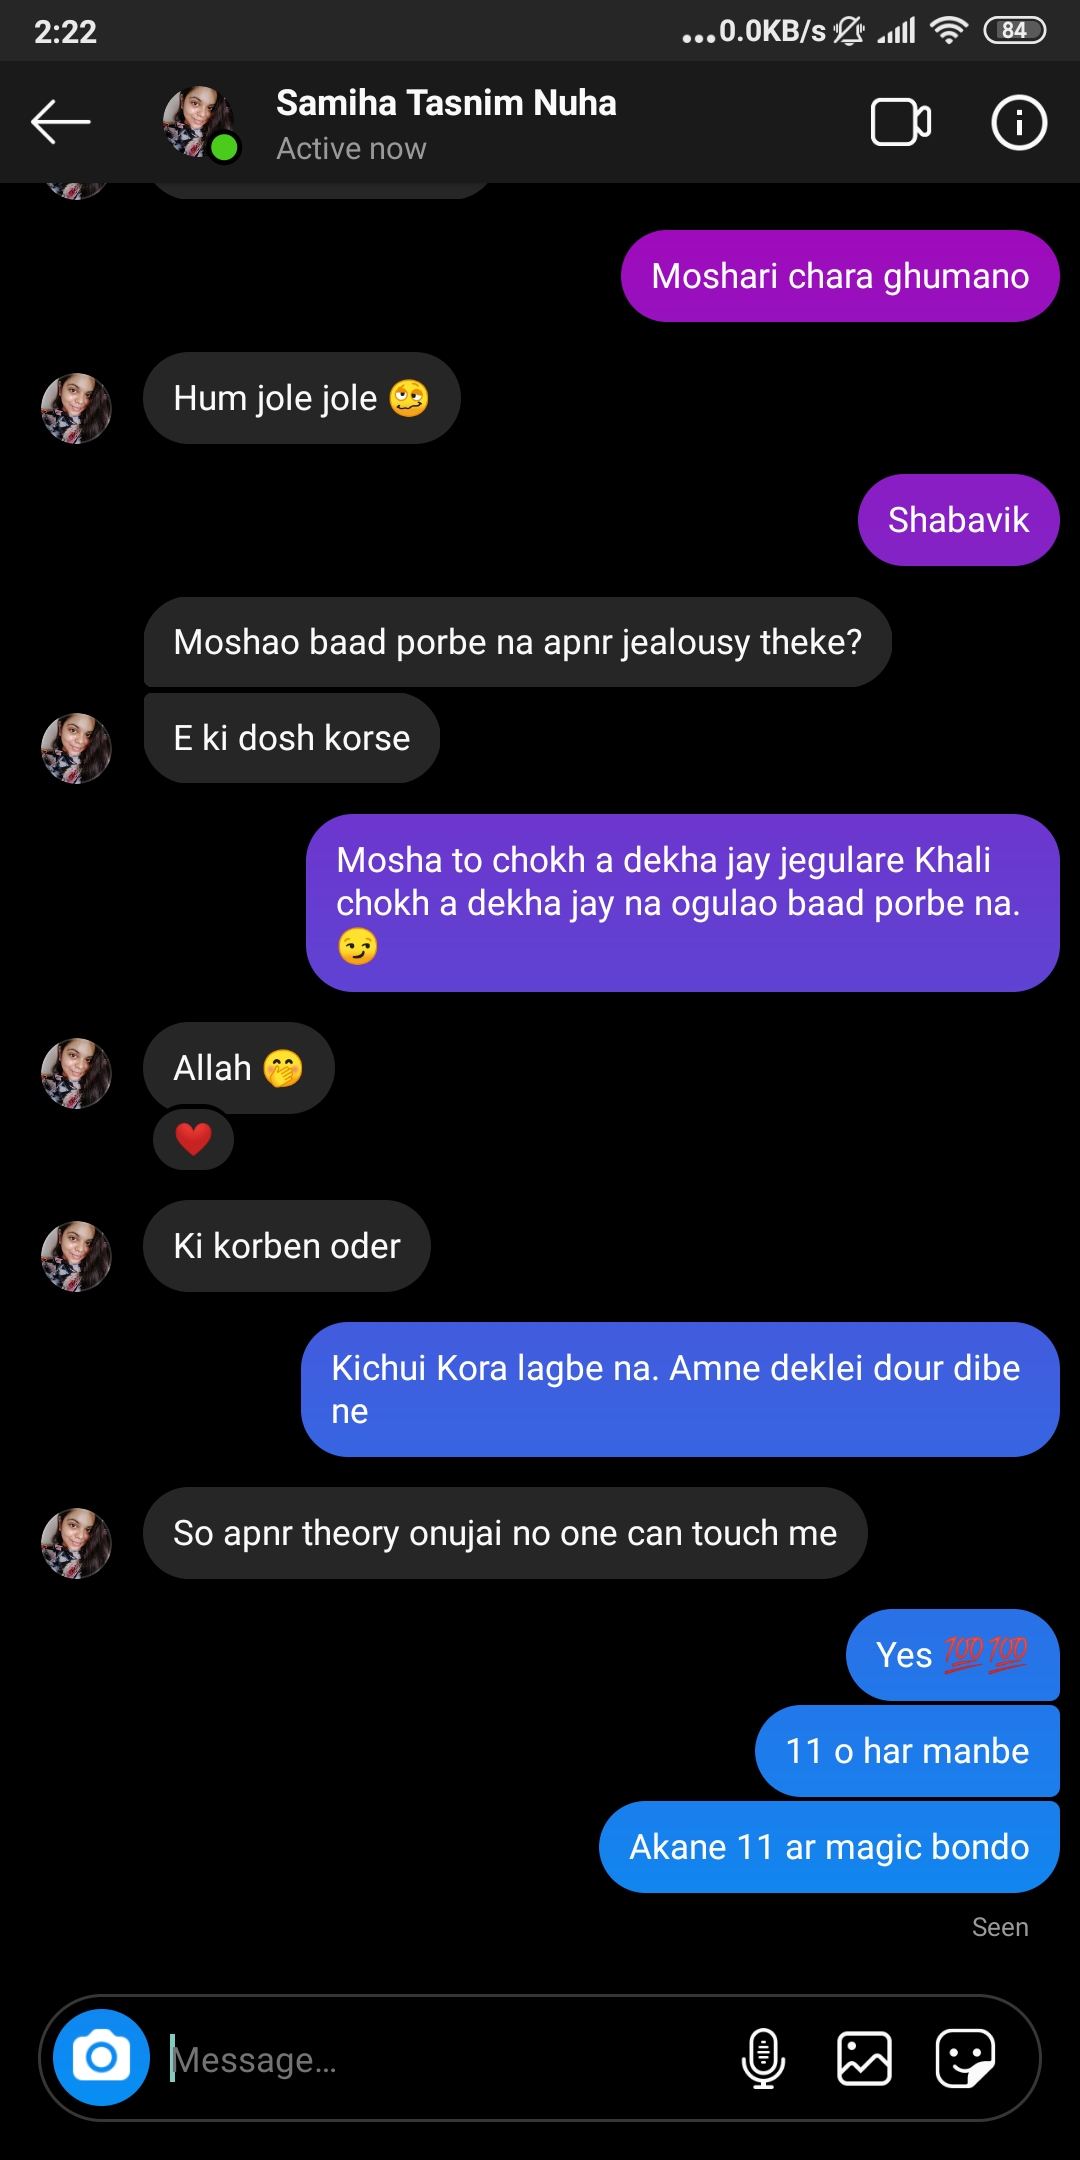 2:22
...0.0KB/s
84
Samiha Tasnim Nuha
Active now
Moshari chara ghumano
Hum jole jole 🥴
Shabavik
Moshao baad porbe na apnr jealousy theke?
E ki dosh korse
Mosha to chokh a dekha jay jegulare Khali
chokh a dekha jay na ogulao baad porbe na.
😏
Allah 🤭
❤️
Ki korben oder
Kichui Kora lagbe na. Amne deklei dour dibe
ne
So apnr theory onujai no one can touch me
Yes 💯💯
11 o har manbe
Akane 11 ar magic bondo
Seen
Message...